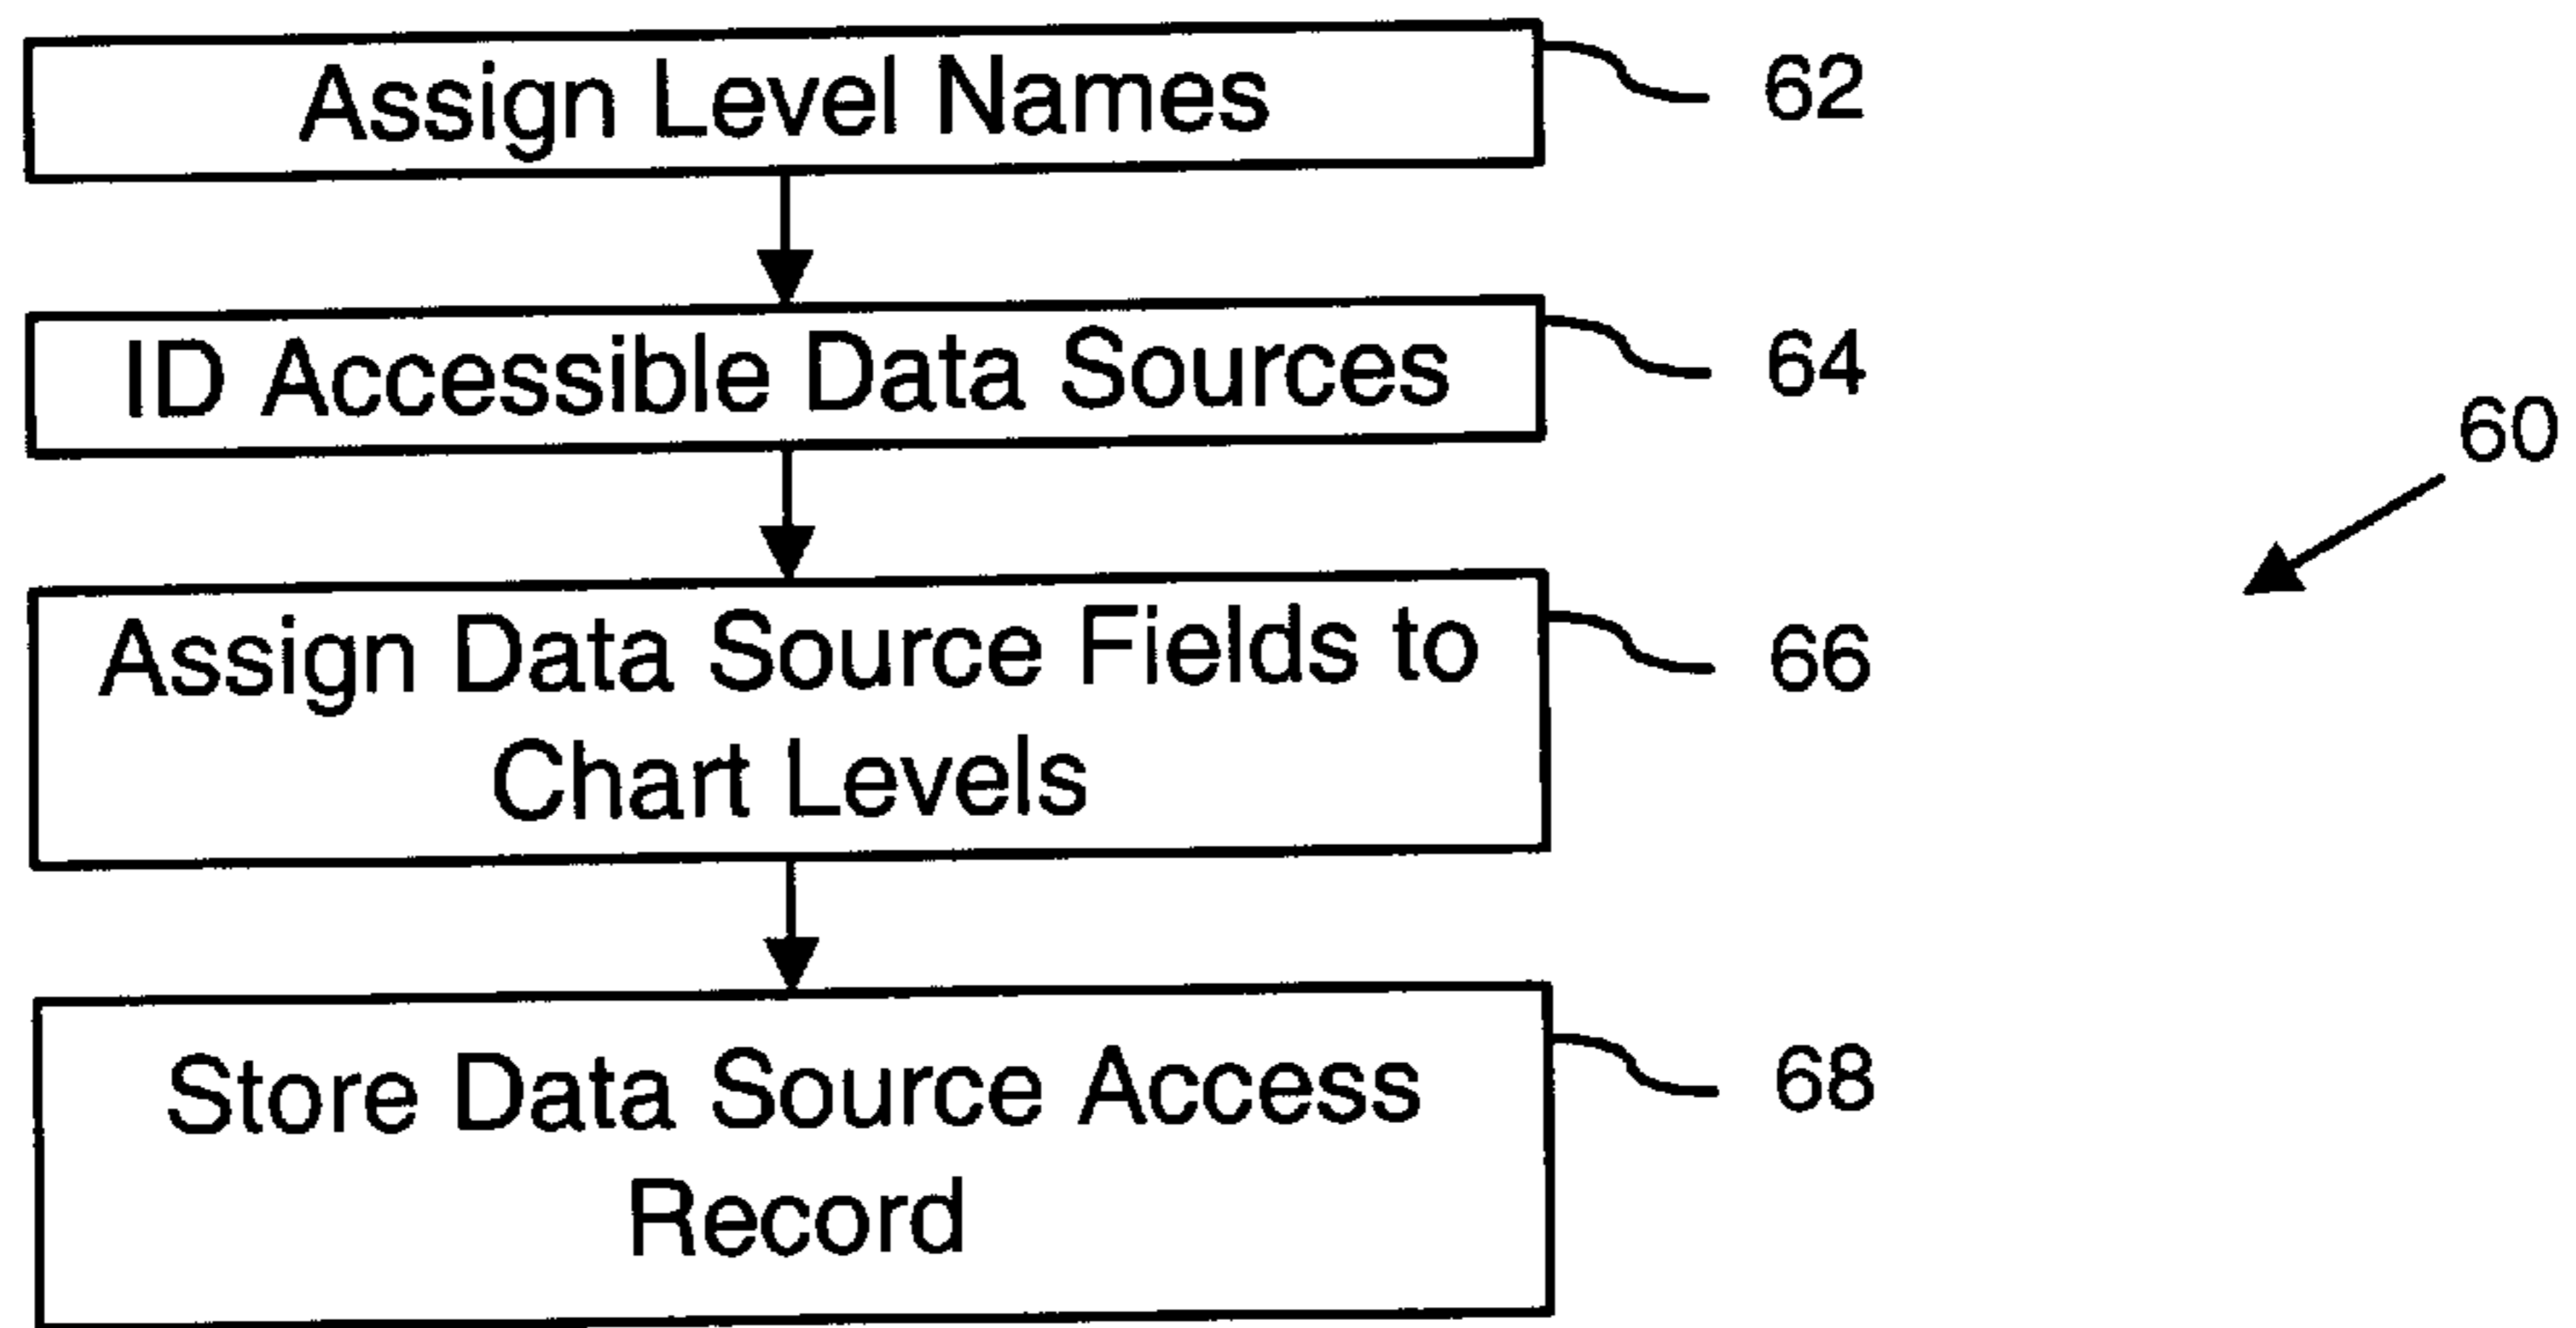 Assign Level Names
62
ID Accessible Data Sources
64
60
Assign Data Source Fields to
Chart Levels
66
Store Data Source Access
Record
68